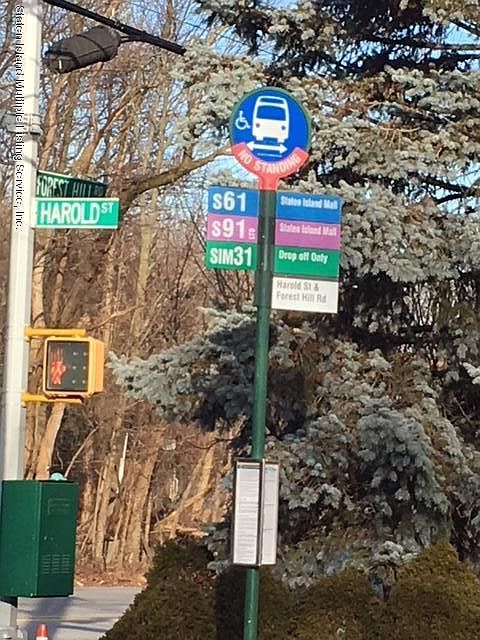 Staten Island Multiple Listing Service, Inc.
NO STANDING
FOREST HILL RD
HAROLD ST
S61
Staten Island Mall
S91
Staten Island Mall
SIM31
Drop off Only
Harold St &
Forest Hill Rd